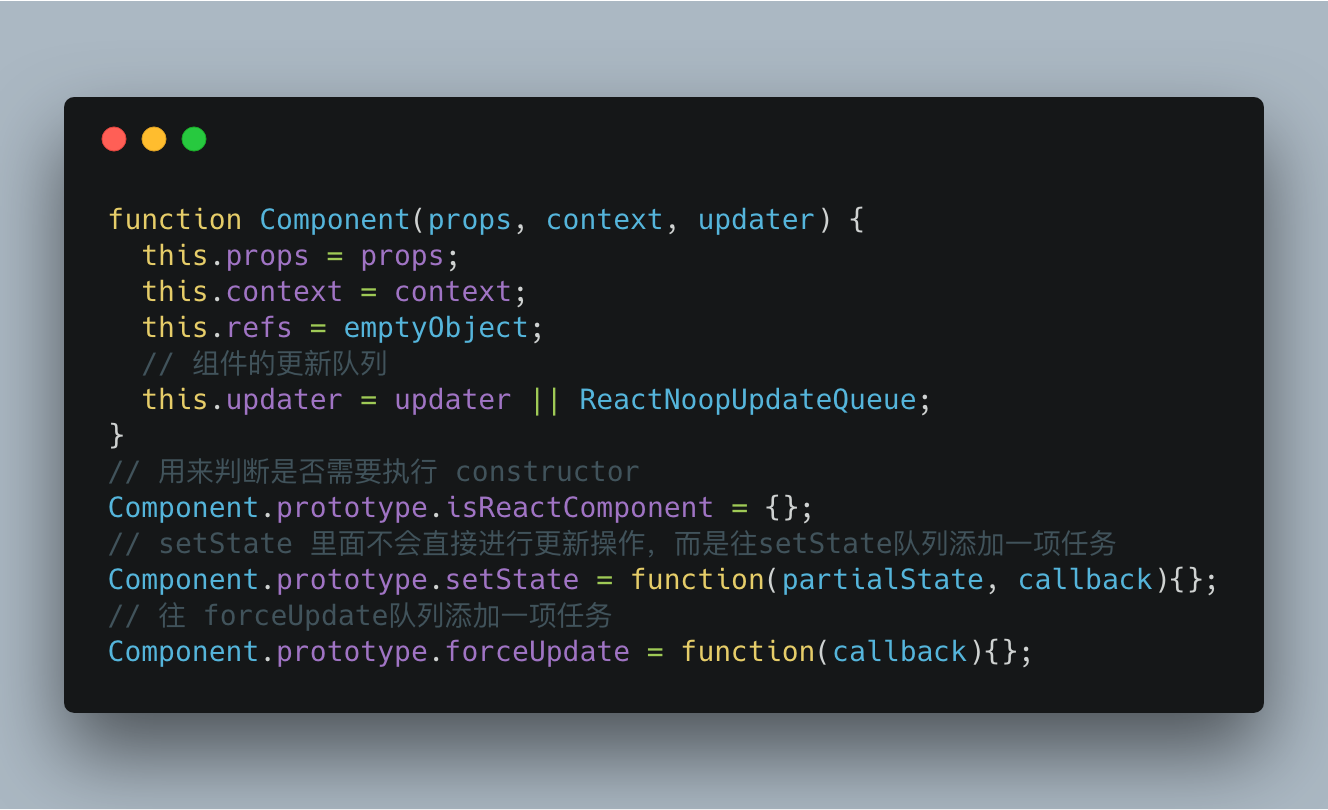 function Component(props, context, updater) {
  this.props = props;
  this.context = context;
  this.refs = emptyObject;
  // 组件的更新队列
  this.updater = updater || ReactNoopUpdateQueue;
}
// 用来判断是否需要执行 constructor
Component.prototype.isReactComponent = {};
// setState 里面不会直接进行更新操作，而是往setState队列添加一项任务
Component.prototype.setState = function(partialState, callback){};
// 往 forceUpdate队列添加一项任务
Component.prototype.forceUpdate = function(callback){};